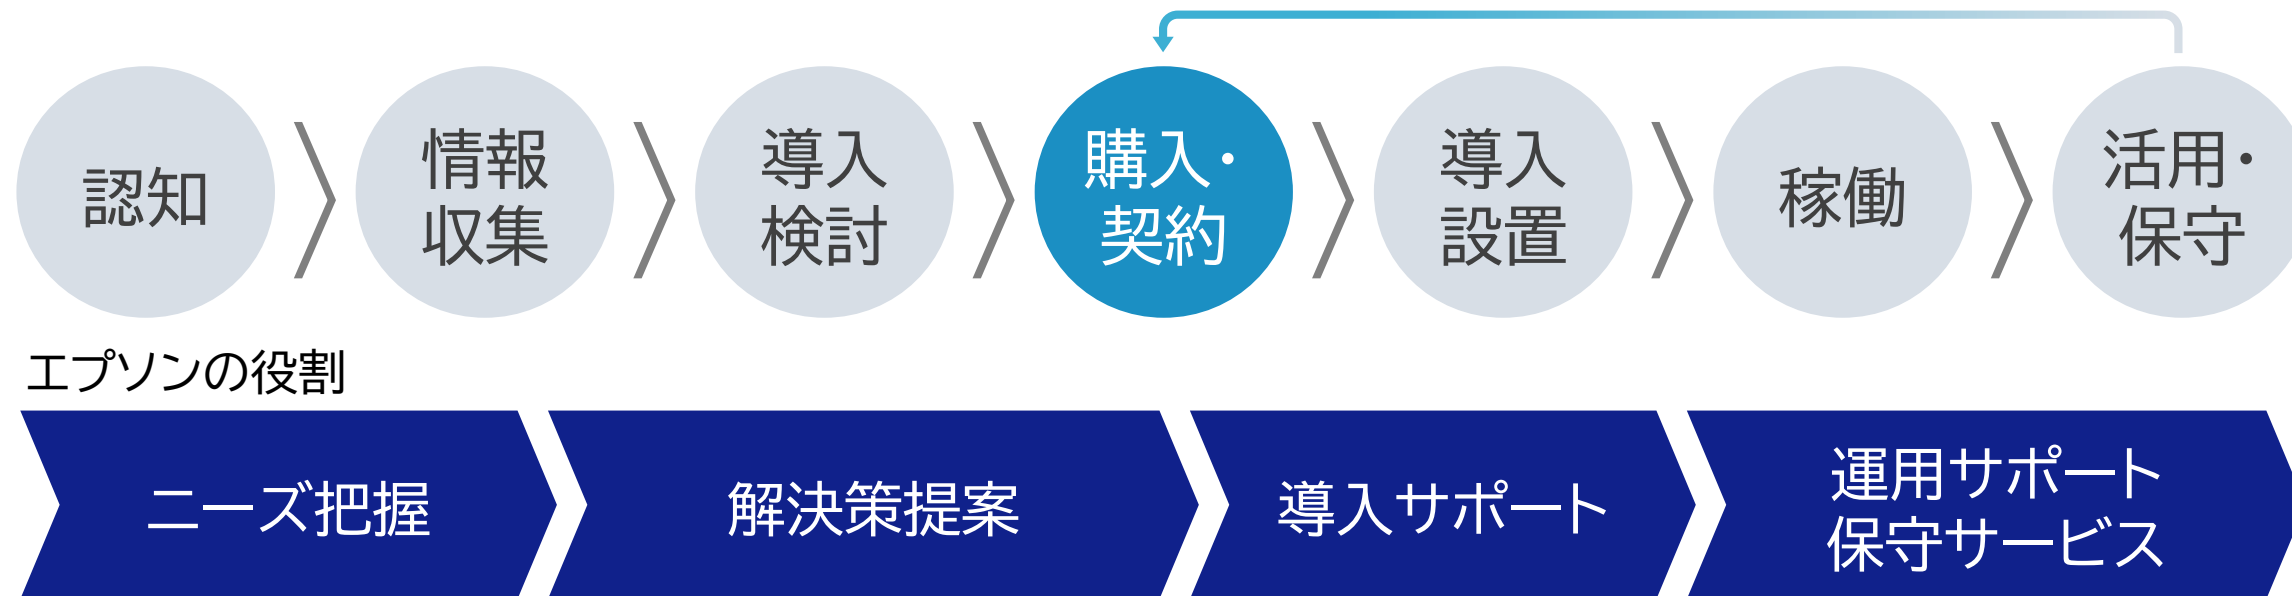 認知
情報
収集
導入
検討
購入・
契約
導入
設置
稼働
活用・
保守
エプソンの役割
ニーズ把握
解決策提案
導入サポート
運用サポート
保守サービス